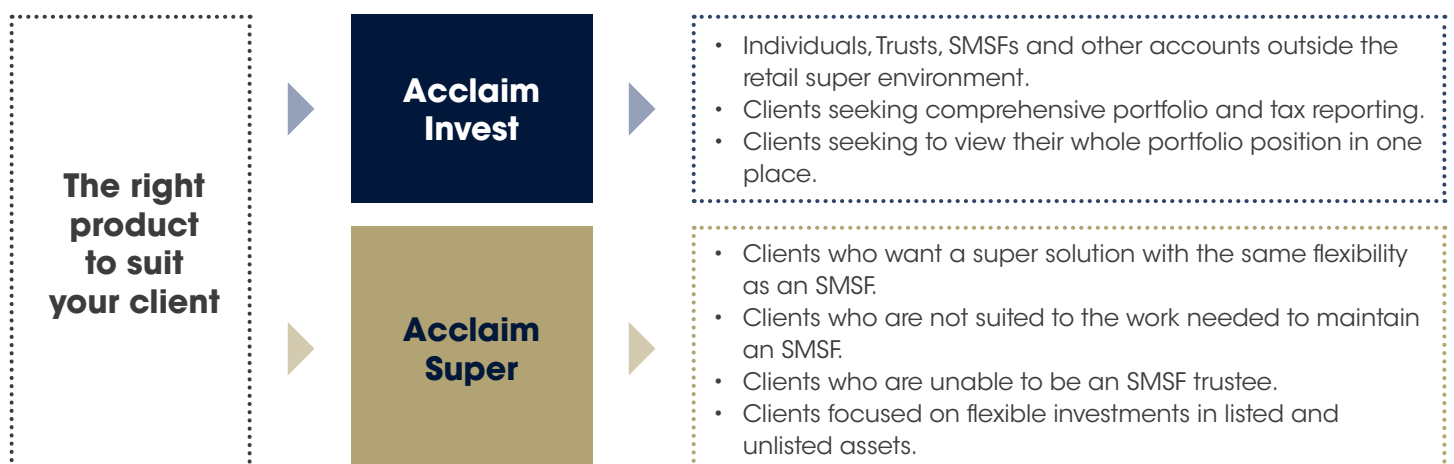 The right
product
to suit
your client
Acclaim
Invest
• Individuals, Trusts, SMSFs and other accounts outside the
retail super environment.
• Clients seeking comprehensive portfolio and tax reporting.
• Clients seeking to view their whole portfolio position in one
place.
Acclaim
Super
• Clients who want a super solution with the same flexibility
as an SMSF.
• Clients who are not suited to the work needed to maintain
an SMSF.
• Clients who are unable to be an SMSF trustee.
• Clients focused on flexible investments in listed and
unlisted assets.